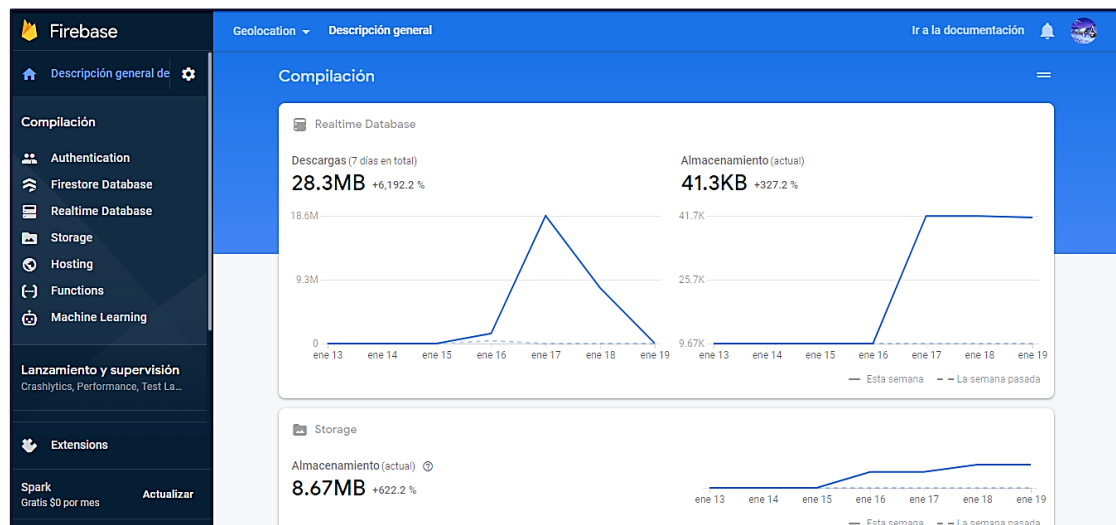 Firebase
Descripción general de
Compilación
Authentication
Firestore Database
Realtime Database
Storage
Hosting
Functions
Machine Learning
Lanzamiento y supervisión
Crashlytics, Performance, Test La...
Extensions
Spark
Gratis $0 por mes
Actualizar
Geolocation
Descripción general
Ir a la documentación
Compilación
Realtime Database
Descargas (7 días en total)
28.3MB +6,192.2 %
18.6M
9.3M
0
ene 13 ene 14 ene 15 ene 16 ene 17 ene 18 ene 19
Almacenamiento (actual)
41.3KB +327.2 %
41.7K
25.7K
9.67K
ene 13 ene 14 ene 15 ene 16 ene 17 ene 18 ene 19
Esta semana La semana pasada
Storage
Almacenamiento (actual)
8.67MB +622.2 %
ene 13 ene 14 ene 15 ene 16 ene 17 ene 18 ene 19
Esta semana La semana pasada